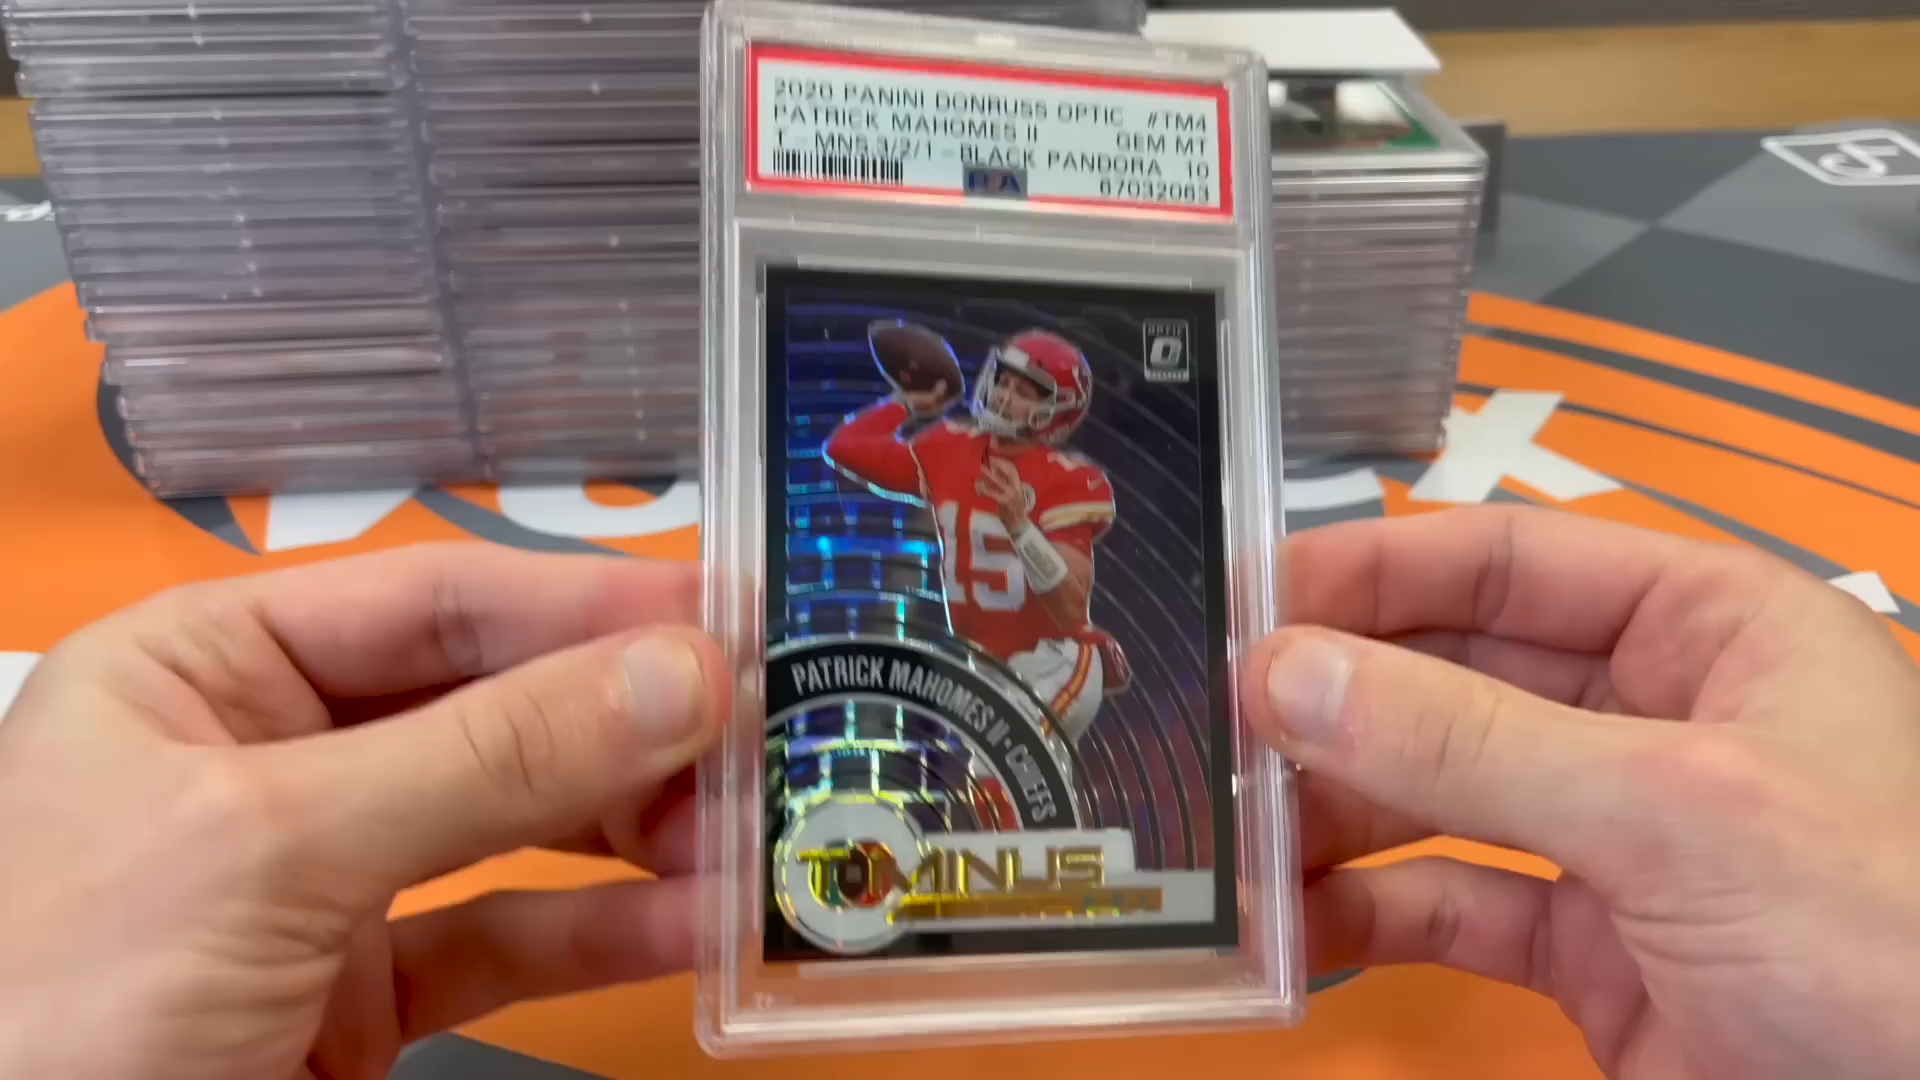 2020 PANINI DONRUSS OPTIC #TM4
PATRICK MAHOMES II GEM MT
T - MNS.3/2/1 - BLACK PANDORA 10
PSA 67032063
OPTIC
15
PATRICK MAHOMES II • CHIEFS
T-MINUS